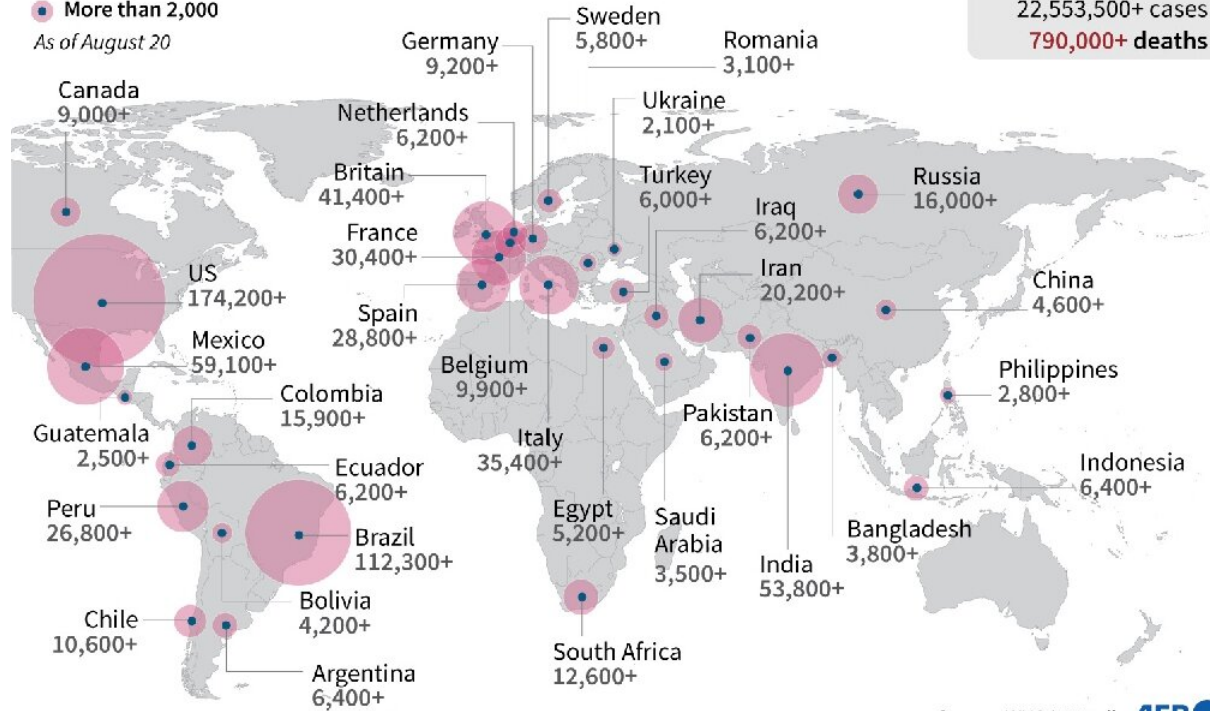 More than 2,000
As of August 20
22,553,500+ cases
790,000+ deaths
Canada
9,000+
Germany
9,200+
Sweden
5,800+
Romania
3,100+
Netherlands
6,200+
Ukraine
2,100+
Britain
41,400+
Turkey
6,000+
Russia
16,000+
France
30,400+
Iraq
6,200+
US
174,200+
Iran
20,200+
China
4,600+
Spain
28,800+
Mexico
59,100+
Belgium
9,900+
Philippines
2,800+
Colombia
15,900+
Pakistan
6,200+
Guatemala
2,500+
Italy
35,400+
Ecuador
6,200+
Indonesia
6,400+
Peru
26,800+
Egypt
5,200+
Saudi
Arabia
3,500+
Bangladesh
3,800+
Brazil
112,300+
India
53,800+
Bolivia
4,200+
Chile
10,600+
South Africa
12,600+
Argentina
6,400+